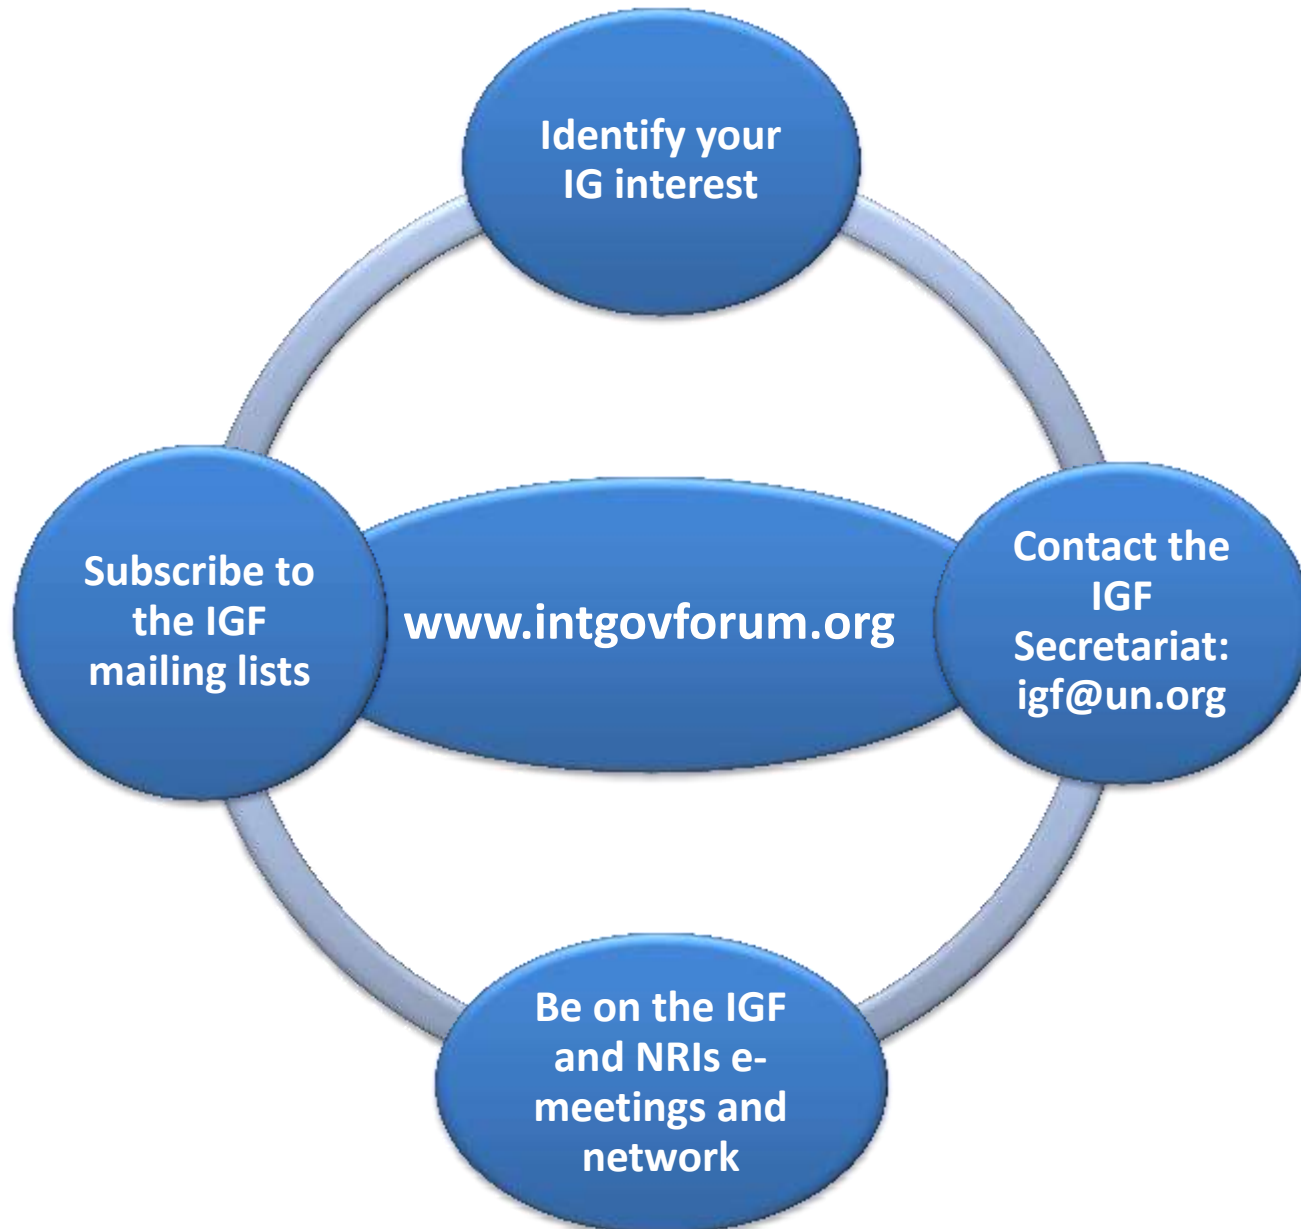 Identify your
IG interest
Subscribe to
the IGF
mailing lists
www.intgovforum.org
Contact the
IGF
Secretariat:
igf@un.org
Be on the IGF
and NRIs e-
meetings and
network